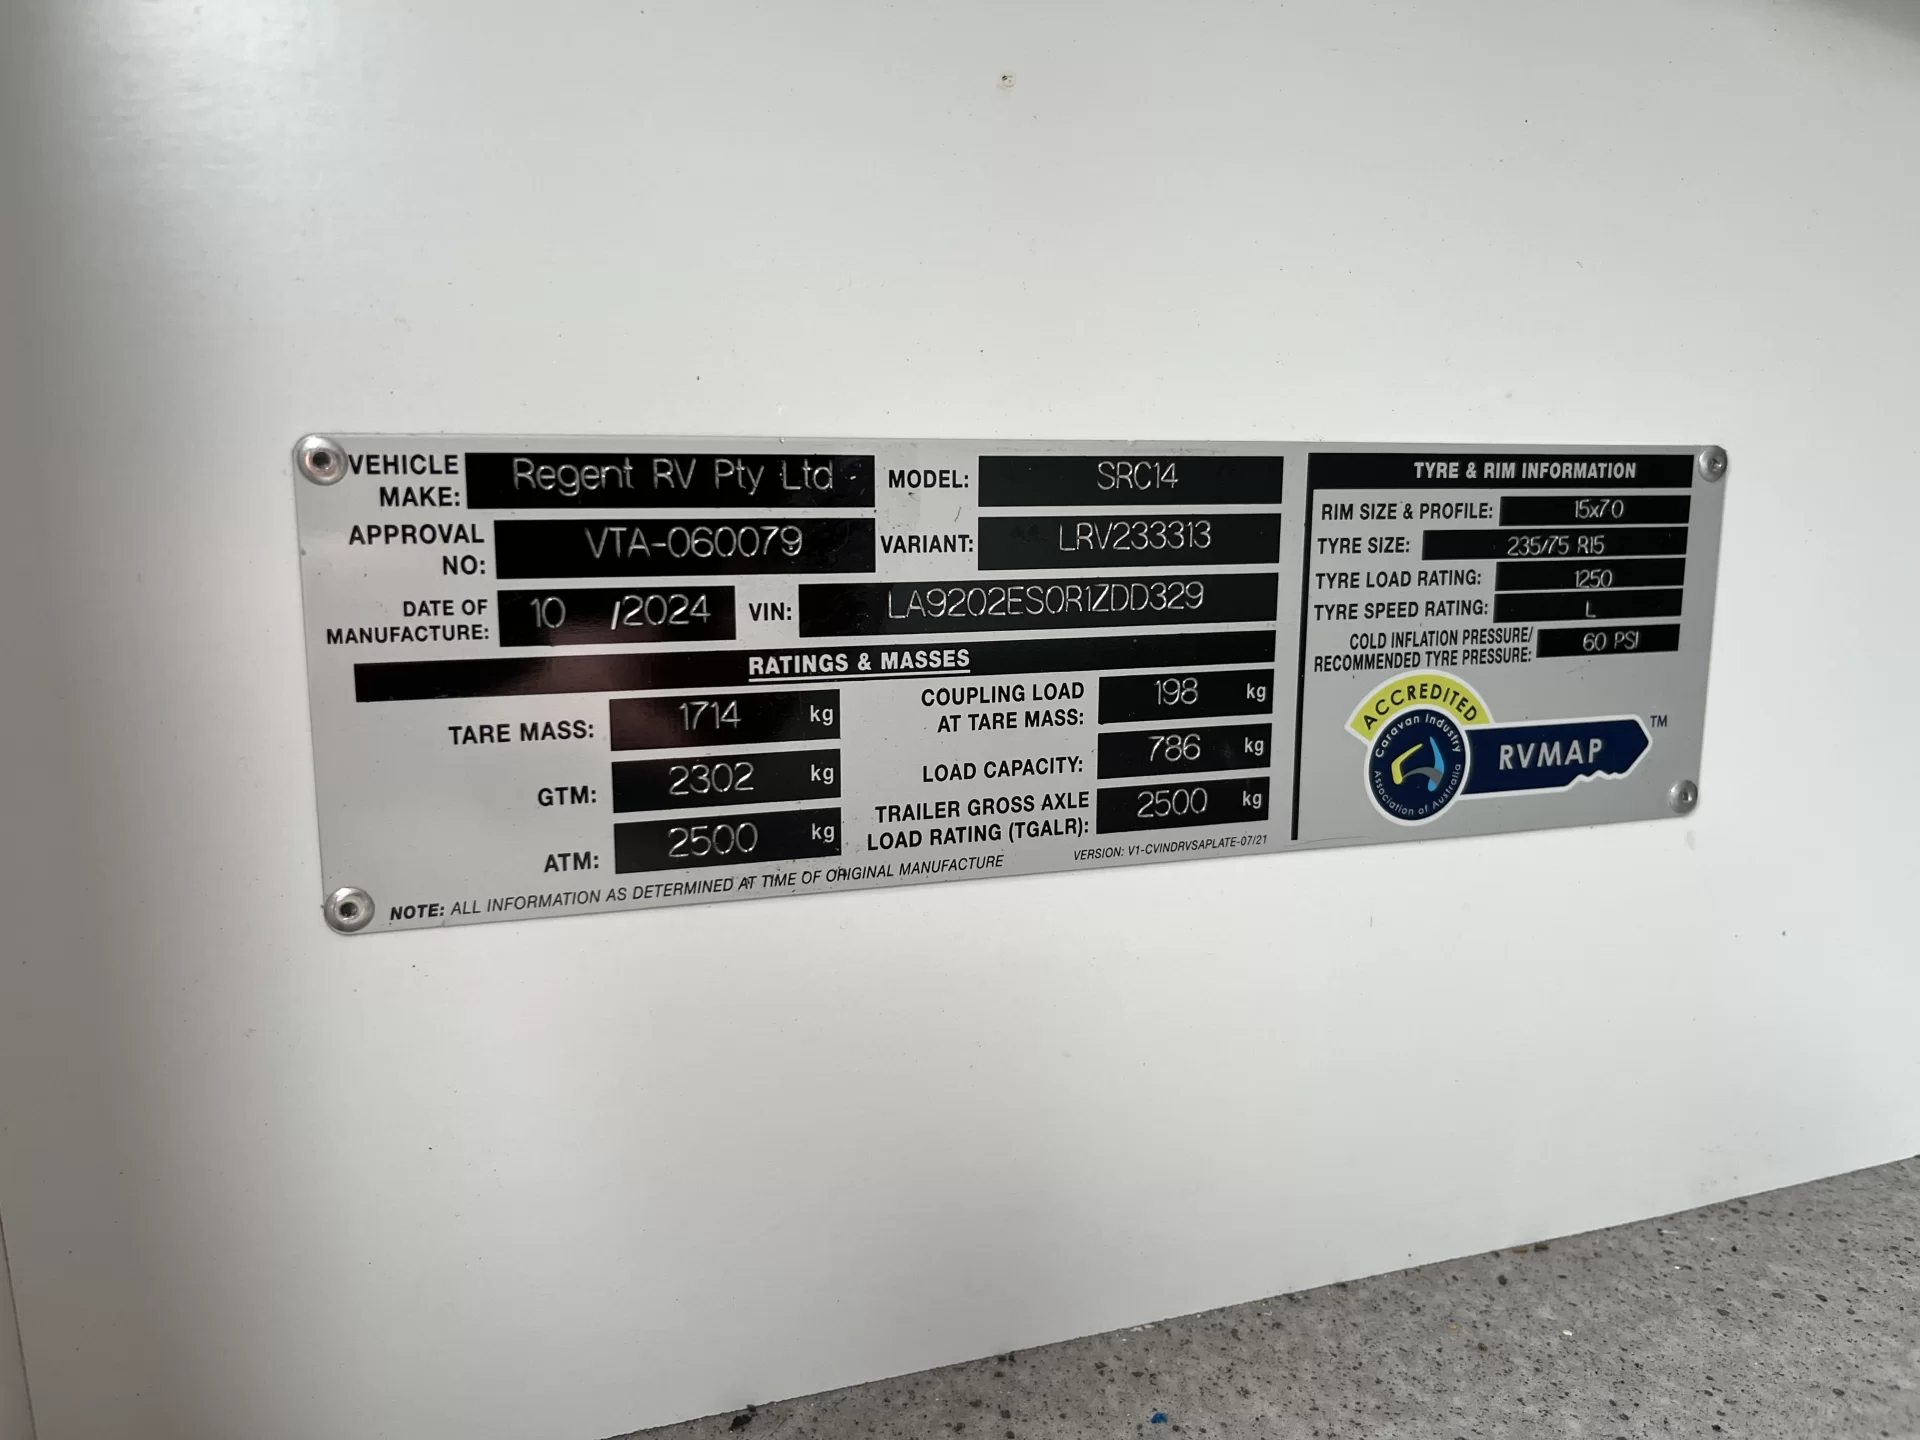 VEHICLE MAKE: Regent RV Pty Ltd
MODEL: SRC14
APPROVAL NO: VTA-060079
VARIANT: LRV233313
DATE OF MANUFACTURE: 10 /2024
VIN: LA9202ES0R1ZDD329
RATINGS & MASSES
TARE MASS: 1714 kg
GTM: 2302 kg
ATM: 2500 kg
COUPLING LOAD AT TARE MASS: 198 kg
LOAD CAPACITY: 786 kg
TRAILER GROSS AXLE LOAD RATING (TGALR): 2500 kg
NOTE: ALL INFORMATION AS DETERMINED AT TIME OF ORIGINAL MANUFACTURE
VERSION: V1-CVINDRVSAPLATE-07/21
TYRE & RIM INFORMATION
RIM SIZE & PROFILE: 15x7.0
TYRE SIZE: 235/75 R15
TYRE LOAD RATING: 1250
TYRE SPEED RATING: L
COLD INFLATION PRESSURE/
RECOMMENDED TYRE PRESSURE: 60 PSI
ACCREDITED
Caravan Industry
Association of Australia
RVMAP TM